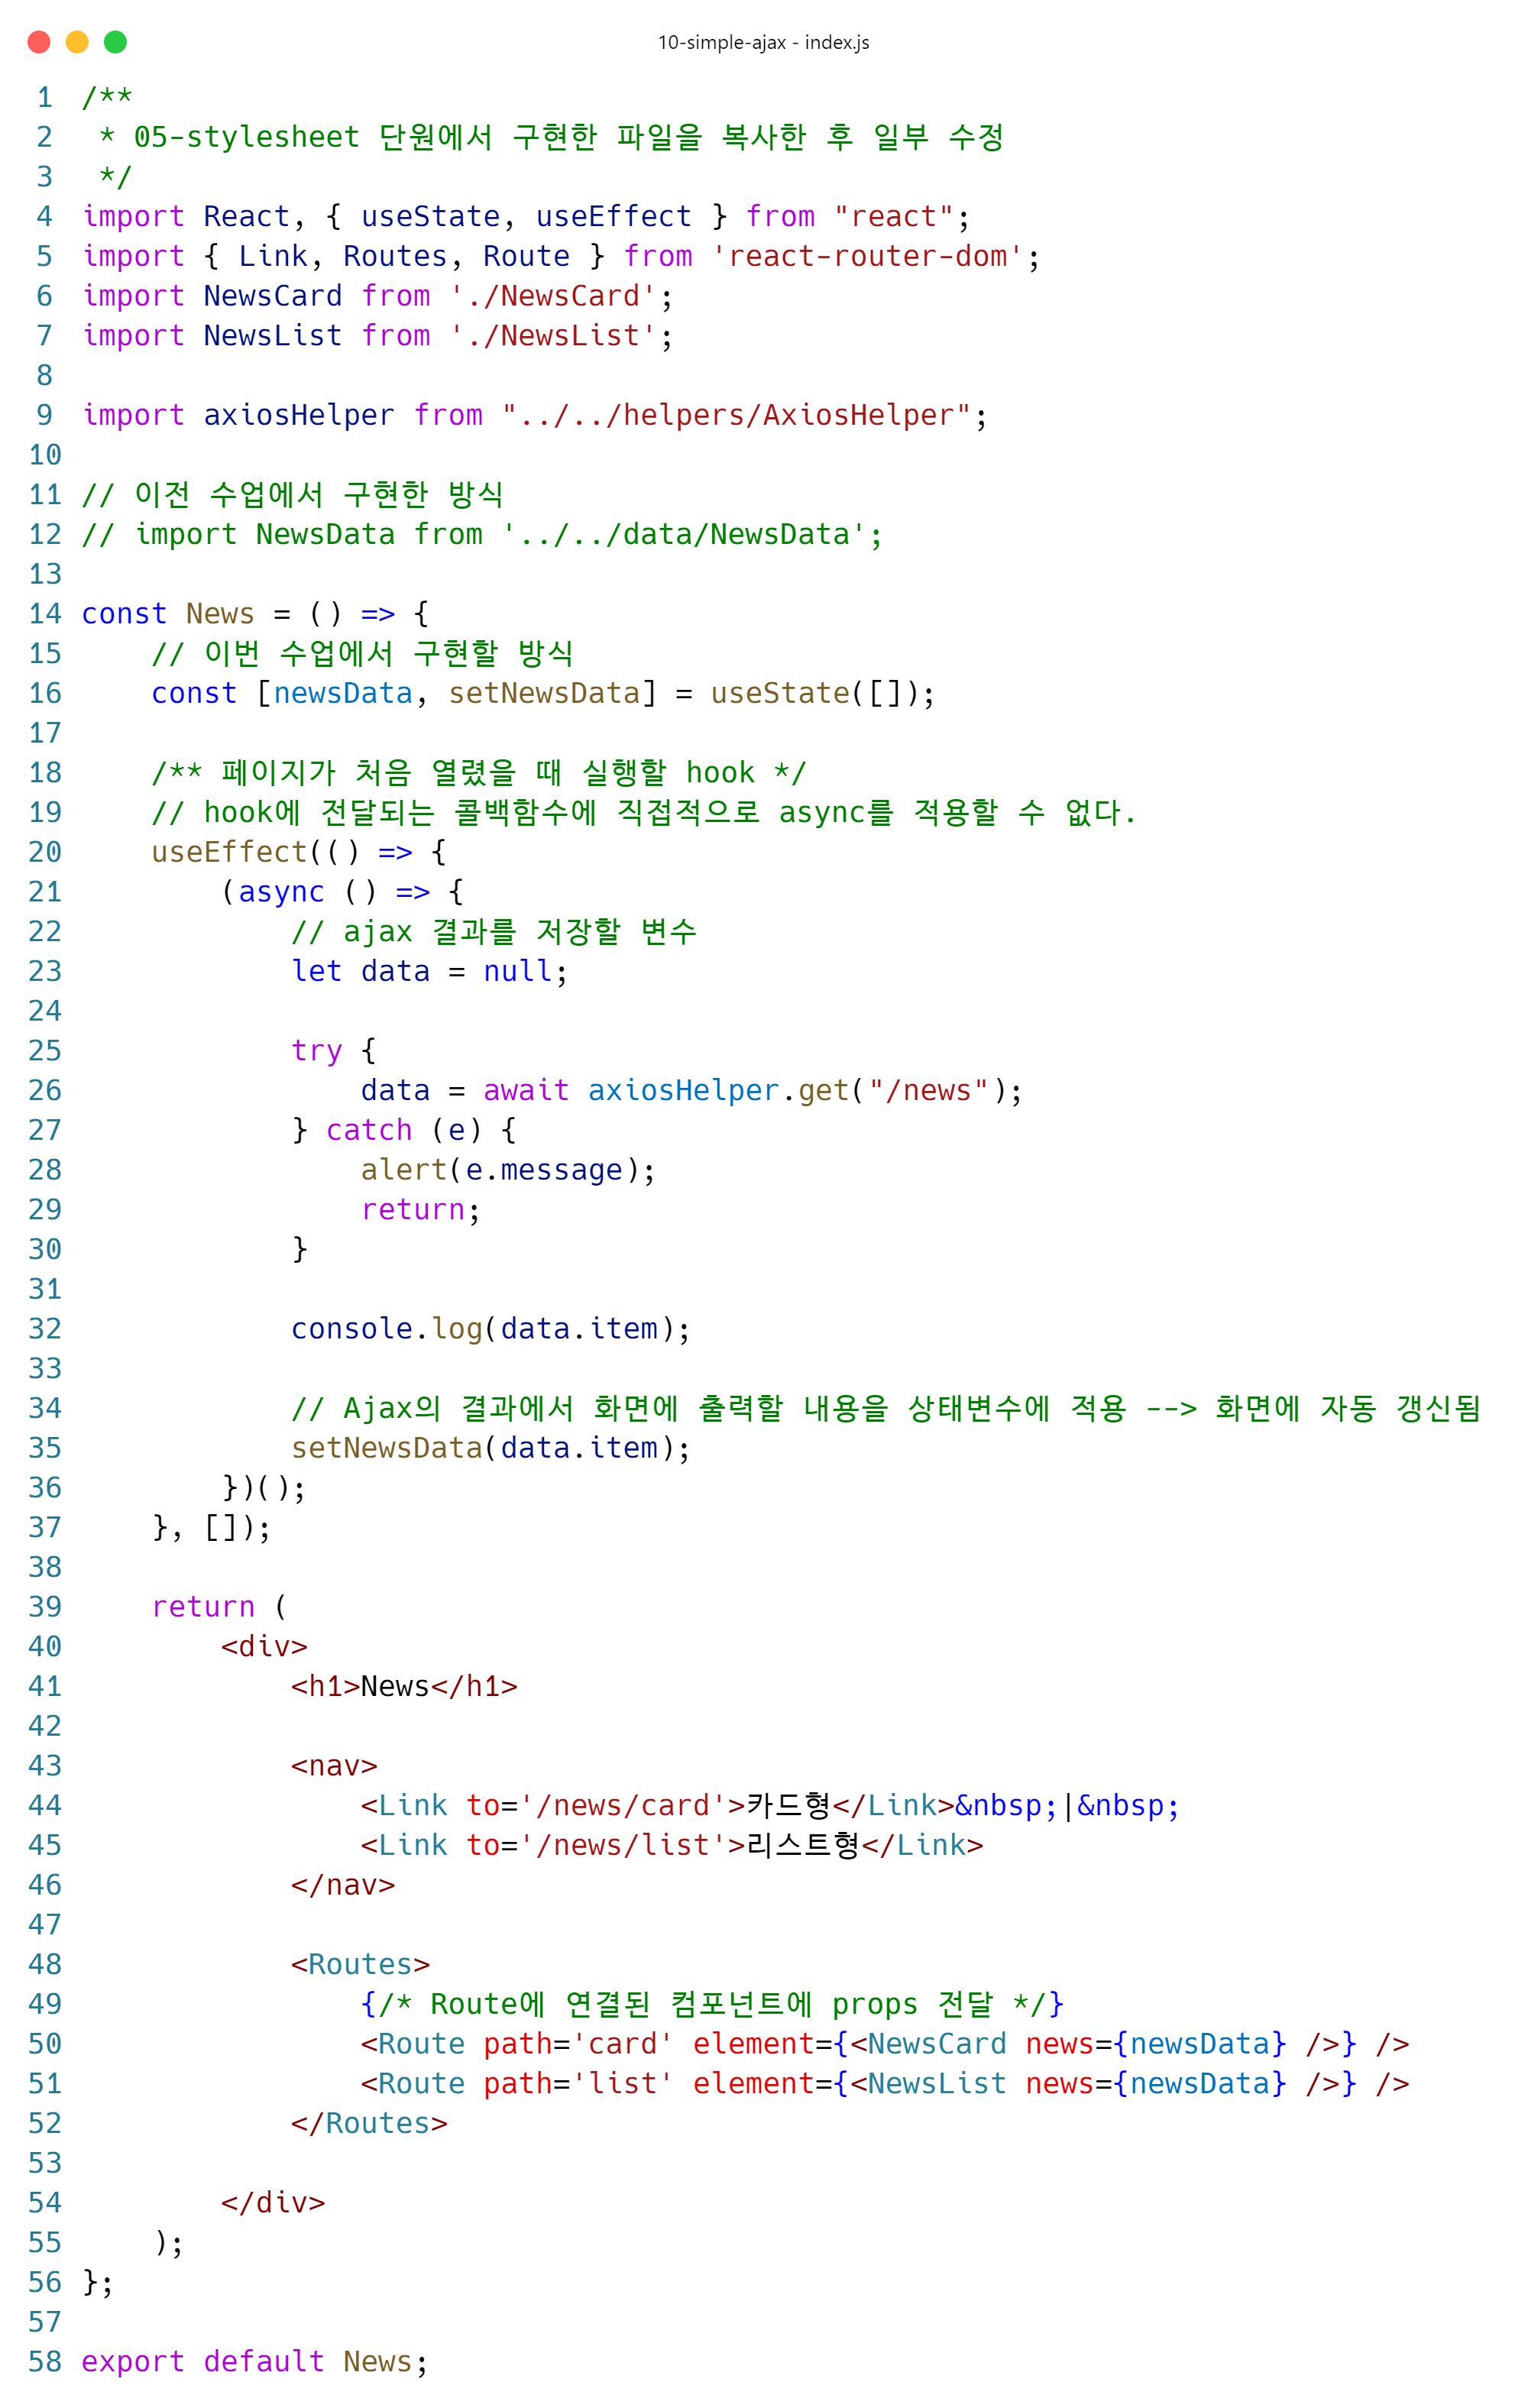 10-simple-ajax - index.js
1 /**
2  * 05-stylesheet 단원에서 구현한 파일을 복사한 후 일부 수정
3  */
4 import React, { useState, useEffect } from "react";
5 import { Link, Routes, Route } from 'react-router-dom';
6 import NewsCard from './NewsCard';
7 import NewsList from './NewsList';
8
9 import axiosHelper from "../../helpers/AxiosHelper";
10
11 // 이전 수업에서 구현한 방식
12 // import NewsData from '../../data/NewsData';
13
14 const News = () => {
15     // 이번 수업에서 구현할 방식
16     const [newsData, setNewsData] = useState([]);
17
18     /** 페이지가 처음 열렸을 때 실행할 hook */
19     // hook에 전달되는 콜백함수에 직접적으로 async를 적용할 수 없다.
20     useEffect(() => {
21         (async () => {
22             // ajax 결과를 저장할 변수
23             let data = null;
24
25             try {
26                 data = await axiosHelper.get("/news");
27             } catch (e) {
28                 alert(e.message);
29                 return;
30             }
31
32             console.log(data.item);
33
34             // Ajax의 결과에서 화면에 출력할 내용을 상태변수에 적용 --> 화면에 자동 갱신됨
35             setNewsData(data.item);
36         })();
37     }, []);
38
39     return (
40         <div>
41             <h1>News</h1>
42
43             <nav>
44                 <Link to='/news/card'>카드형</Link>&nbsp;|&nbsp;
45                 <Link to='/news/list'>리스트형</Link>
46             </nav>
47
48             <Routes>
49                 {/* Route에 연결된 컴포넌트에 props 전달 */}
50                 <Route path='card' element={<NewsCard news={newsData} />} />
51                 <Route path='list' element={<NewsList news={newsData} />} />
52             </Routes>
53
54         </div>
55     );
56 };
57
58 export default News;